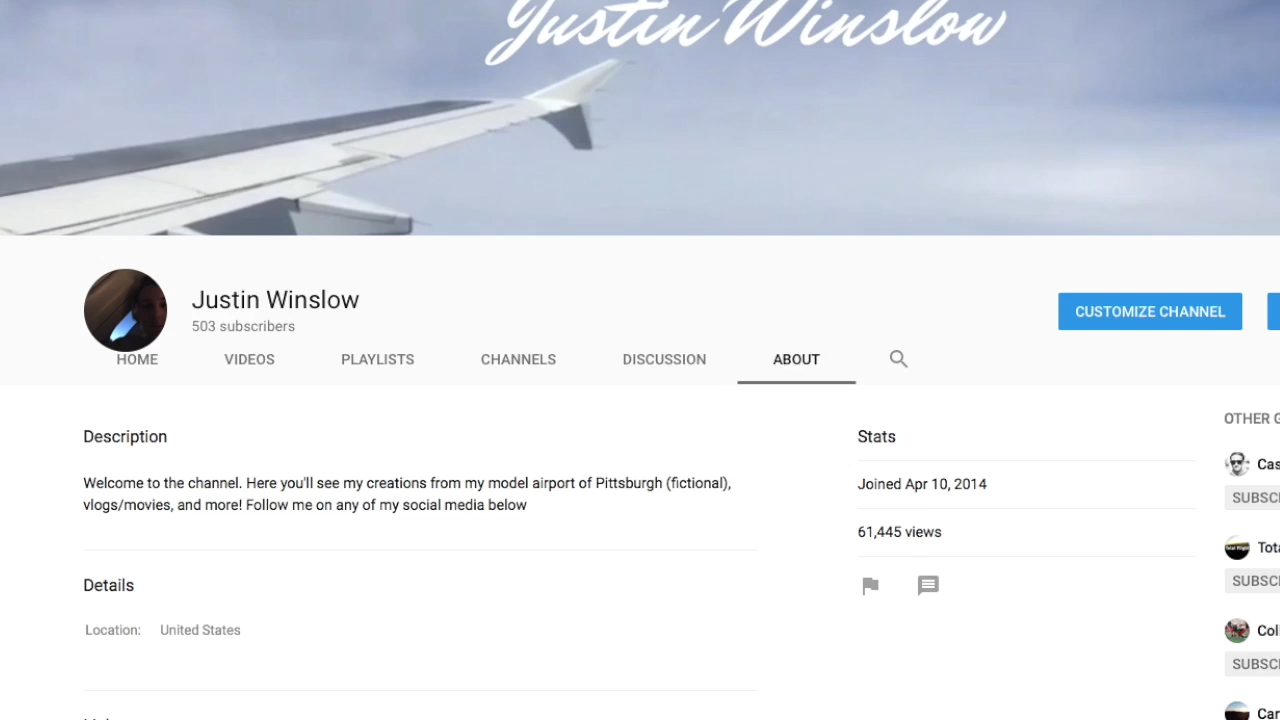 Justin Winslow
Justin Winslow
503 subscribers
CUSTOMIZE CHANNEL
HOME
VIDEOS
PLAYLISTS
CHANNELS
DISCUSSION
ABOUT
Description
Welcome to the channel. Here you'll see my creations from my model airport of Pittsburgh (fictional),
vlogs/movies, and more! Follow me on any of my social media below
Details
Location: United States
Stats
Joined Apr 10, 2014
61,445 views
OTHER